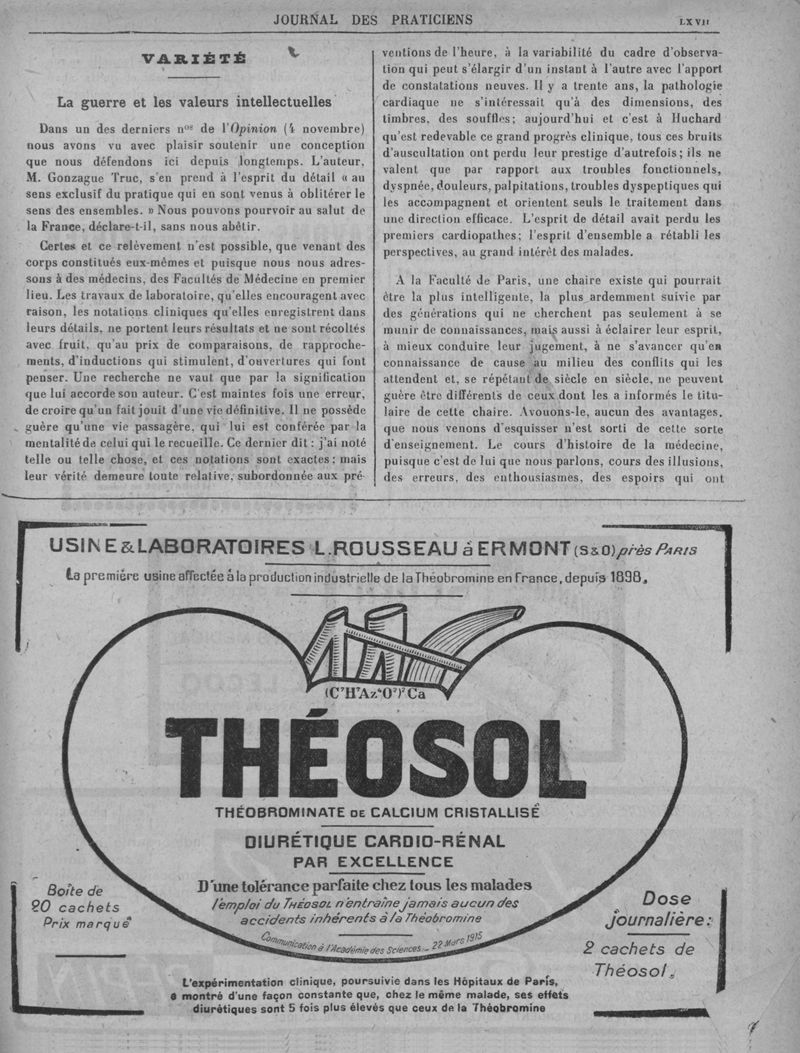 JOURNAL DES PRATICIENS LXVII
VARIÉTÉ
La guerre et les valeurs intellectuelles
Dans un des derniers nos de l'Opinion (4 novembre)
nous avons vu avec plaisir soutenir une conception
que nous défendons ici depuis longtemps. L'auteur,
M. Gonzague Truc, s'en prend à l'esprit du détail « au
sens exclusif du pratique qui en sont venus à oblitérer le
sens des ensembles. » Nous pouvons pourvoir au salut de
la France, déclare-t-il, sans nous abêtir.
Certes et ce relèvement n'est possible, que venant des
corps constitués eux-mêmes et puisque nous nous adres-
sons à des médecins, des Facultés de Médecine en premier
lieu. Les travaux de laboratoire, qu'elles encouragent avec
raison, les notations cliniques qu'elles enregistrent dans
leurs détails, ne portent leurs résultats et ne sont récoltés
avec fruit, qu'au prix de comparaisons, de rapproche-
ments, d'inductions qui stimulent, d'ouvertures qui font
penser. Une recherche ne vaut que par la signification
que lui accorde son auteur. C'est maintes fois une erreur,
de croire qu'un fait jouit d'une vie définitive. Il ne possède
guère qu'une vie passagère, qui lui est conférée par la
mentalité de celui qui le recueille. Ce dernier dit : j'ai noté
telle ou telle chose, et ces notations sont exactes; mais
leur vérité demeure toute relative, subordonnée aux pré-
ventions de l'heure, à la variabilité du cadre d'observa-
tion qui peut s'élargir d'un instant à l'autre avec l'apport
de constatations neuves. Il y a trente ans, la pathologie
cardiaque ne s'intéressait qu'à des dimensions, des
timbres, des souffles; aujourd'hui et c'est à Huchard
qu'est redevable ce grand progrès clinique, tous ces bruits
d'auscultation ont perdu leur prestige d'autrefois; ils ne
valent que par rapport aux troubles fonctionnels,
dyspnée, douleurs, palpitations, troubles dyspeptiques qui
les accompagnent et orientent seuls le traitement dans
une direction efficace. L'esprit de détail avait perdu les
premiers cardiopathes; l'esprit d'ensemble a rétabli les
perspectives, au grand intérêt des malades.
A la Faculté de Paris, une chaire existe qui pourrait
être la plus intelligente, la plus ardemment suivie par
des générations qui ne cherchent pas seulement à se
munir de connaissances, mais aussi à éclairer leur esprit,
à mieux conduire leur jugement, à ne s'avancer qu'en
connaissance de cause au milieu des conflits qui les
attendent et, se répétant de siècle en siècle, ne peuvent
guère être différents de ceux dont les a informés le titu-
laire de cette chaire. Avouons-le, aucun des avantages,
que nous venons d'esquisser n'est sorti de cette sorte
d'enseignement. Le cours d'histoire de la médecine,
puisque c'est de lui que nous parlons, cours des illusions,
des erreurs, des enthousiasmes, des espoirs qui ont
USINE & LABORATOIRES L. ROUSSEAU à ERMONT (S & O) près PARIS
La première usine affectée à la production industrielle de la Théobromine en France, depuis 1898.
(C⁷H⁷Az⁴O²)² Ca
THÉOSOL
THÉOBROMINATE DE CALCIUM CRISTALLISÉ
DIURÉTIQUE CARDIO-RÉNAL
PAR EXCELLENCE
D'une tolérance parfaite chez tous les malades
l'emploi du THÉOSOL n'entraîne jamais aucun des
accidents inhérents à la Théobromine
Communication à l'Académie des Sciences _ 22 Mars 1915
Boîte de
20 cachets
Prix marqué
Dose
journalière:
2 cachets de
Théosol.
L'expérimentation clinique, poursuivie dans les Hôpitaux de Paris,
a montré d'une façon constante que, chez le même malade, ses effets
diurétiques sont 5 fois plus élevés que ceux de la Théobromine